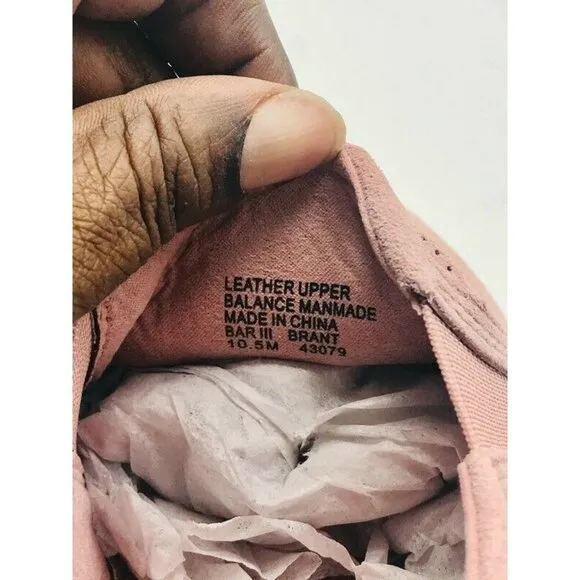 LEATHER UPPER
BALANCE MANMADE
MADE IN CHINA
BAR III BRANT
10.5M 43079